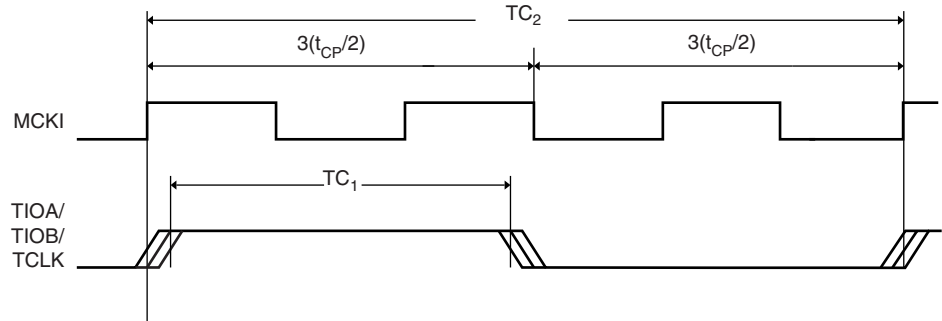 TC2
3(tCP/2) 3(tCP/2)
MCKI
TC1
TIOA/
TIOB/
TCLK